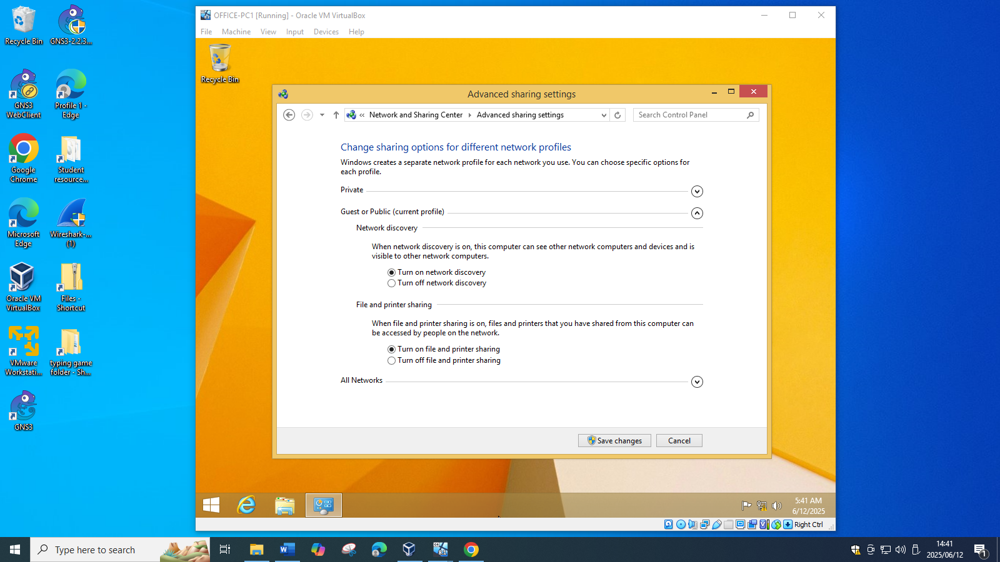 Recycle Bin
GNS3-2.2.3...
GNS3
WebClient
Profile 1 -
Edge
Google
Chrome
Student
resource...
Microsoft
Edge
Wireshark-...
(1)
Oracle VM
VirtualBox
Files -
Shortcut
VMware
Workstati...
typing game
folder - Sh...
GNS3
OFFICE-PC1 [Running] - Oracle VM VirtualBox
File Machine View Input Devices Help
Recycle Bin
Advanced sharing settings
« Network and Sharing Center Advanced sharing settings
Search Control Panel
Change sharing options for different network profiles
Windows creates a separate network profile for each network you use. You can choose specific options for
each profile.
Private
Guest or Public (current profile)
Network discovery
When network discovery is on, this computer can see other network computers and devices and is
visible to other network computers.
Turn on network discovery
Turn off network discovery
File and printer sharing
When file and printer sharing is on, files and printers that you have shared from this computer can
be accessed by people on the network.
Turn on file and printer sharing
Turn off file and printer sharing
All Networks
Save changes Cancel
5:41 AM
6/12/2025
Right Ctrl
Type here to search
14:41
2025/06/12
1